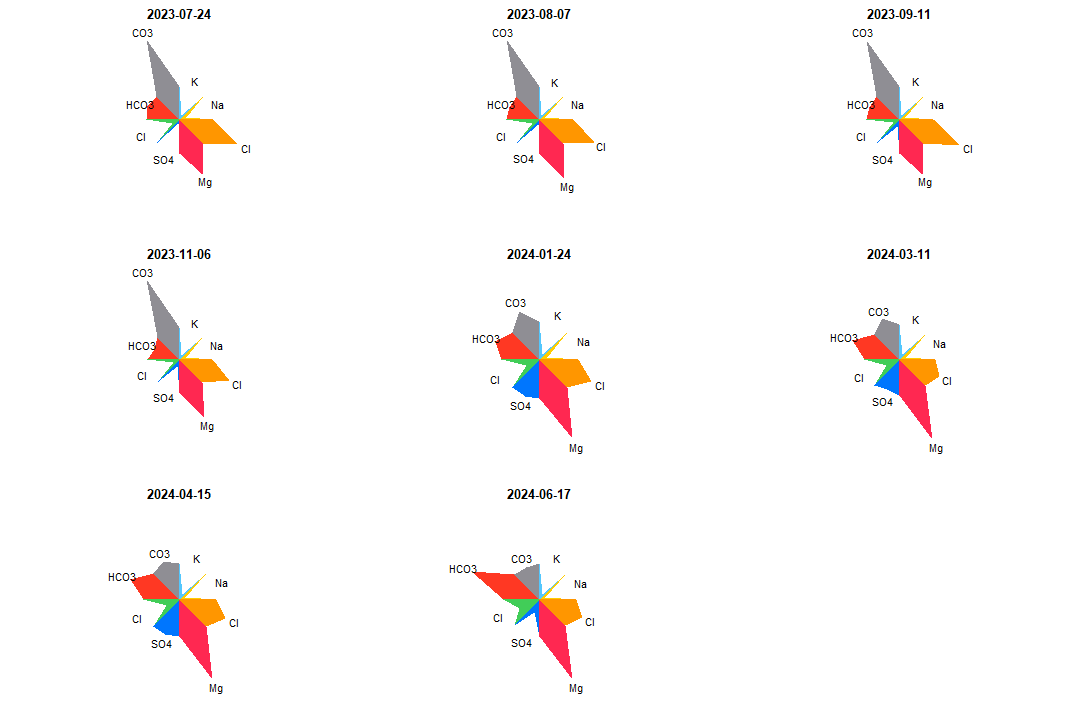 2023-07-24
CO3
K
Na
HCO3
Cl
Cl
SO4
Mg
2023-08-07
CO3
K
Na
HCO3
Cl
Cl
SO4
Mg
2023-09-11
CO3
K
Na
HCO3
Cl
Cl
SO4
Mg
2023-11-06
CO3
K
Na
HCO3
Cl
Cl
SO4
Mg
2024-01-24
CO3
K
Na
HCO3
Cl
Cl
SO4
Mg
2024-03-11
CO3
K
Na
HCO3
Cl
Cl
SO4
Mg
2024-04-15
CO3
K
Na
HCO3
Cl
Cl
SO4
Mg
2024-06-17
CO3
K
Na
HCO3
Cl
Cl
SO4
Mg